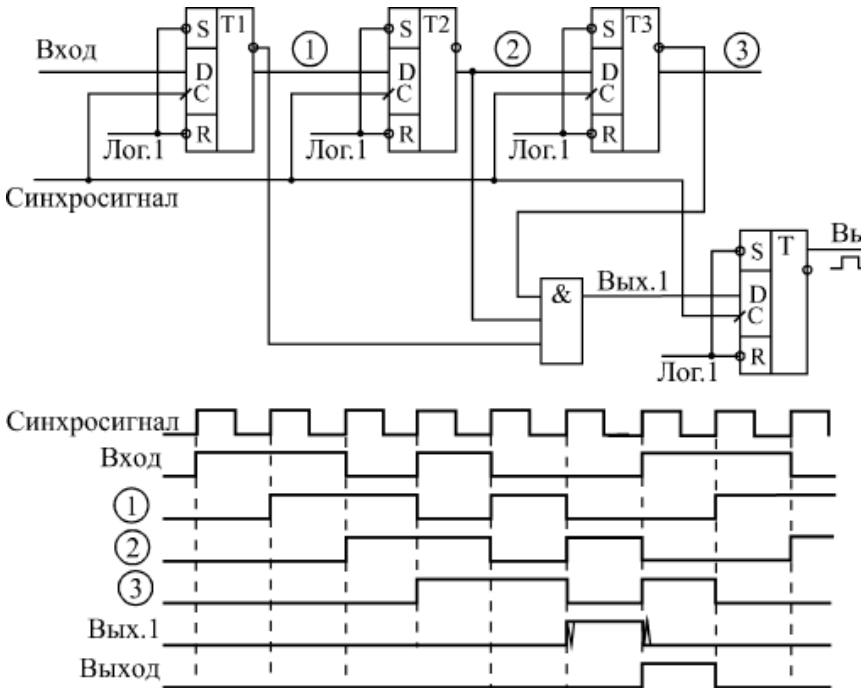 S T1 ① S T2 ② S T3 ③
Вход D D D
C C C
R R R
Лог.1 Лог.1 Лог.1
Синхросигнал
S T Вы
& Вых.1 D
C
R
Лог.1
Синхросигнал
Вход
①
②
③
Вых.1
Выход